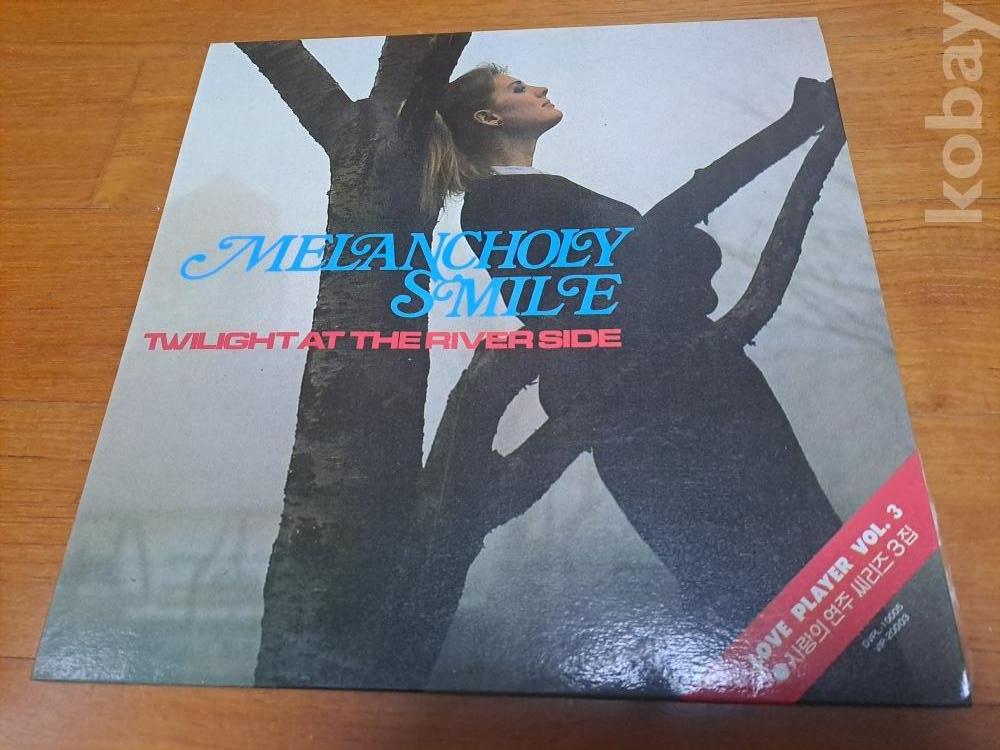 MELANCHOLY
SMILE
TWILIGHT AT THE RIVER SIDE
LOVE PLAYER VOL. 3
● 사랑의 연주 씨리즈 3집
kobay